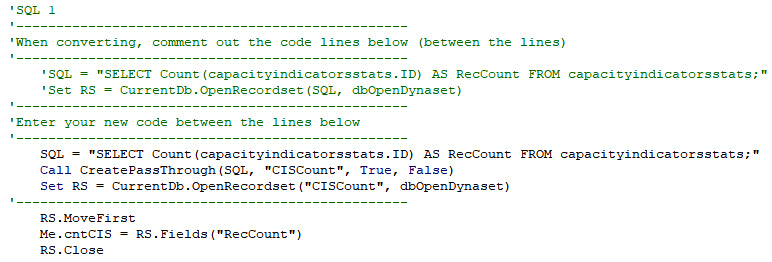 'SQL 1
'-------------------------------------------------
'When converting, comment out the code lines below (between the lines)
'-------------------------------------------------
    'SQL = "SELECT Count(capacityindicatorsstats.ID) AS RecCount FROM capacityindicatorsstats;"
    'Set RS = CurrentDb.OpenRecordset(SQL, dbOpenDynaset)
'-------------------------------------------------
'Enter your new code between the lines below
'-------------------------------------------------
    SQL = "SELECT Count(capacityindicatorsstats.ID) AS RecCount FROM capacityindicatorsstats;"
    Call CreatePassThrough(SQL, "CISCount", True, False)
    Set RS = CurrentDb.OpenRecordset("CISCount", dbOpenDynaset)
'-------------------------------------------------
    RS.MoveFirst
    Me.cntCIS = RS.Fields("RecCount")
    RS.Close